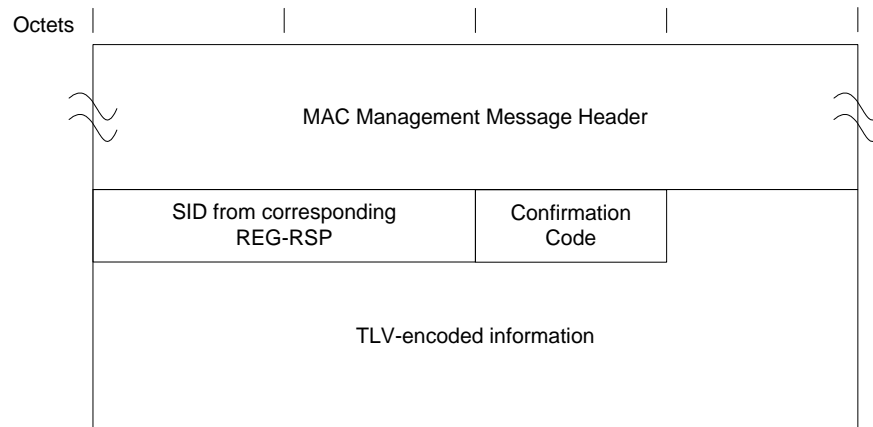 Octets
MAC Management Message Header
SID from corresponding
REG-RSP
Confirmation
Code
TLV-encoded information